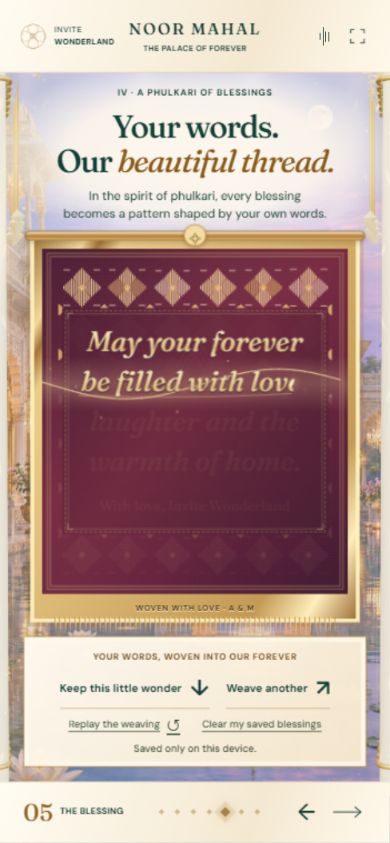 INVITE
WONDERLAND
NOOR MAHAL
THE PALACE OF FOREVER
IV · A PHULKARI OF BLESSINGS
Your words.
Our beautiful thread.
In the spirit of phulkari, every blessing
becomes a pattern shaped by your own words.
May your forever
be filled with love
laughter and the
warmth of home.
With love, Invite Wonderland
WOVEN WITH LOVE · A & M
YOUR WORDS, WOVEN INTO OUR FOREVER
Keep this little wonder ↓ Weave another ↗
Replay the weaving ↺ Clear my saved blessings
Saved only on this device.
05 THE BLESSING ← →